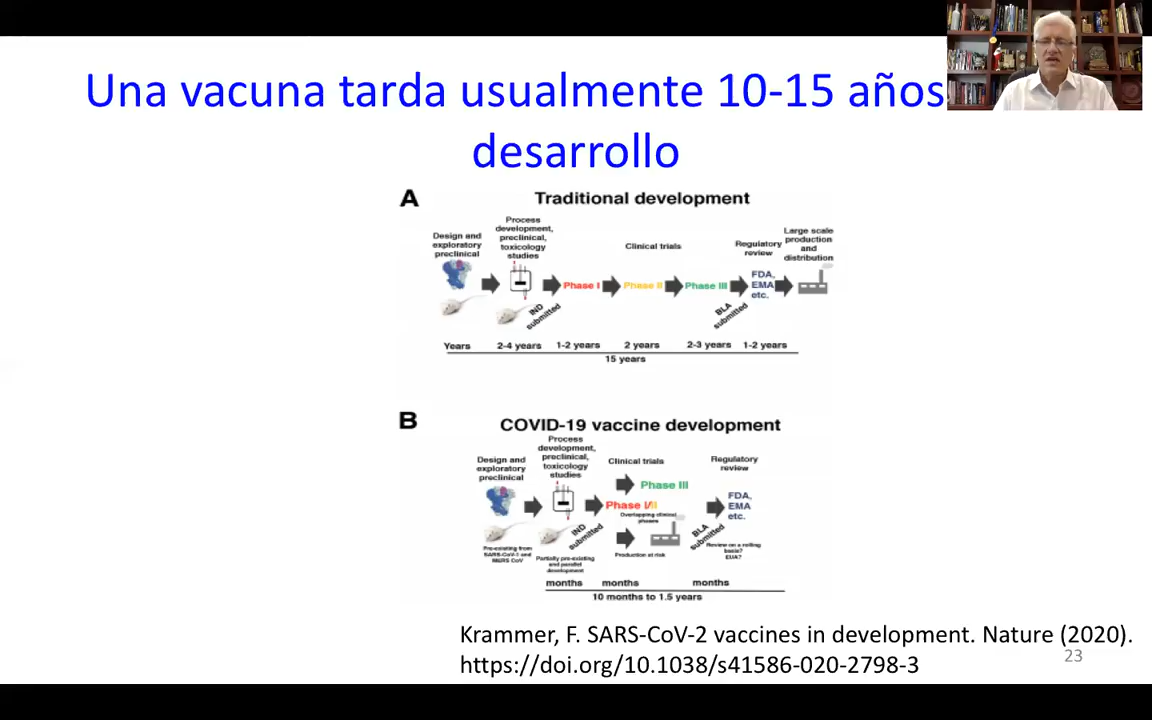 Una vacuna tarda usualmente 10-15 años
desarrollo
A
Traditional development
Design and
exploratory
preclinical
Process
development,
preclinical,
toxicology
studies
Clinical trials
Regulatory
review
Large scale
production
and
distribution
IND
submitted
Phase I
Phase II
Phase III
BLA
submitted
FDA,
EMA
etc.
Years
2-4 years
1-2 years
2 years
2-3 years
1-2 years
15 years
B
COVID-19 vaccine development
Design and
exploratory
preclinical
Process
development,
preclinical,
toxicology
studies
Clinical trials
Regulatory
review
Phase III
Phase I/II
Overlapping clinical
phases
IND
submitted
Production at risk
BLA
submitted
FDA,
EMA
etc.
Pre-existing from
SARS-CoV-1 and
MERS CoV
Partially pre-existing
and parallel
development
Review on a rolling
basis?
EUA?
months
months
months
10 months to 1.5 years
Krammer, F. SARS-CoV-2 vaccines in development. Nature (2020).
https://doi.org/10.1038/s41586-020-2798-3
23